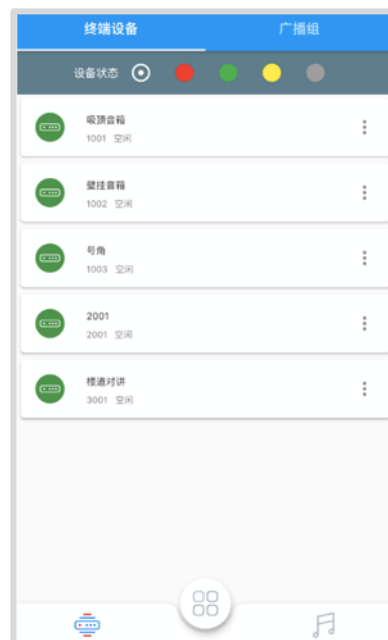 终端设备 广播组
设备状态
吸顶音箱
1001 空闲
壁挂音箱
1002 空闲
号角
1003 空闲
2001
2001 空闲
楼道对讲
3001 空闲